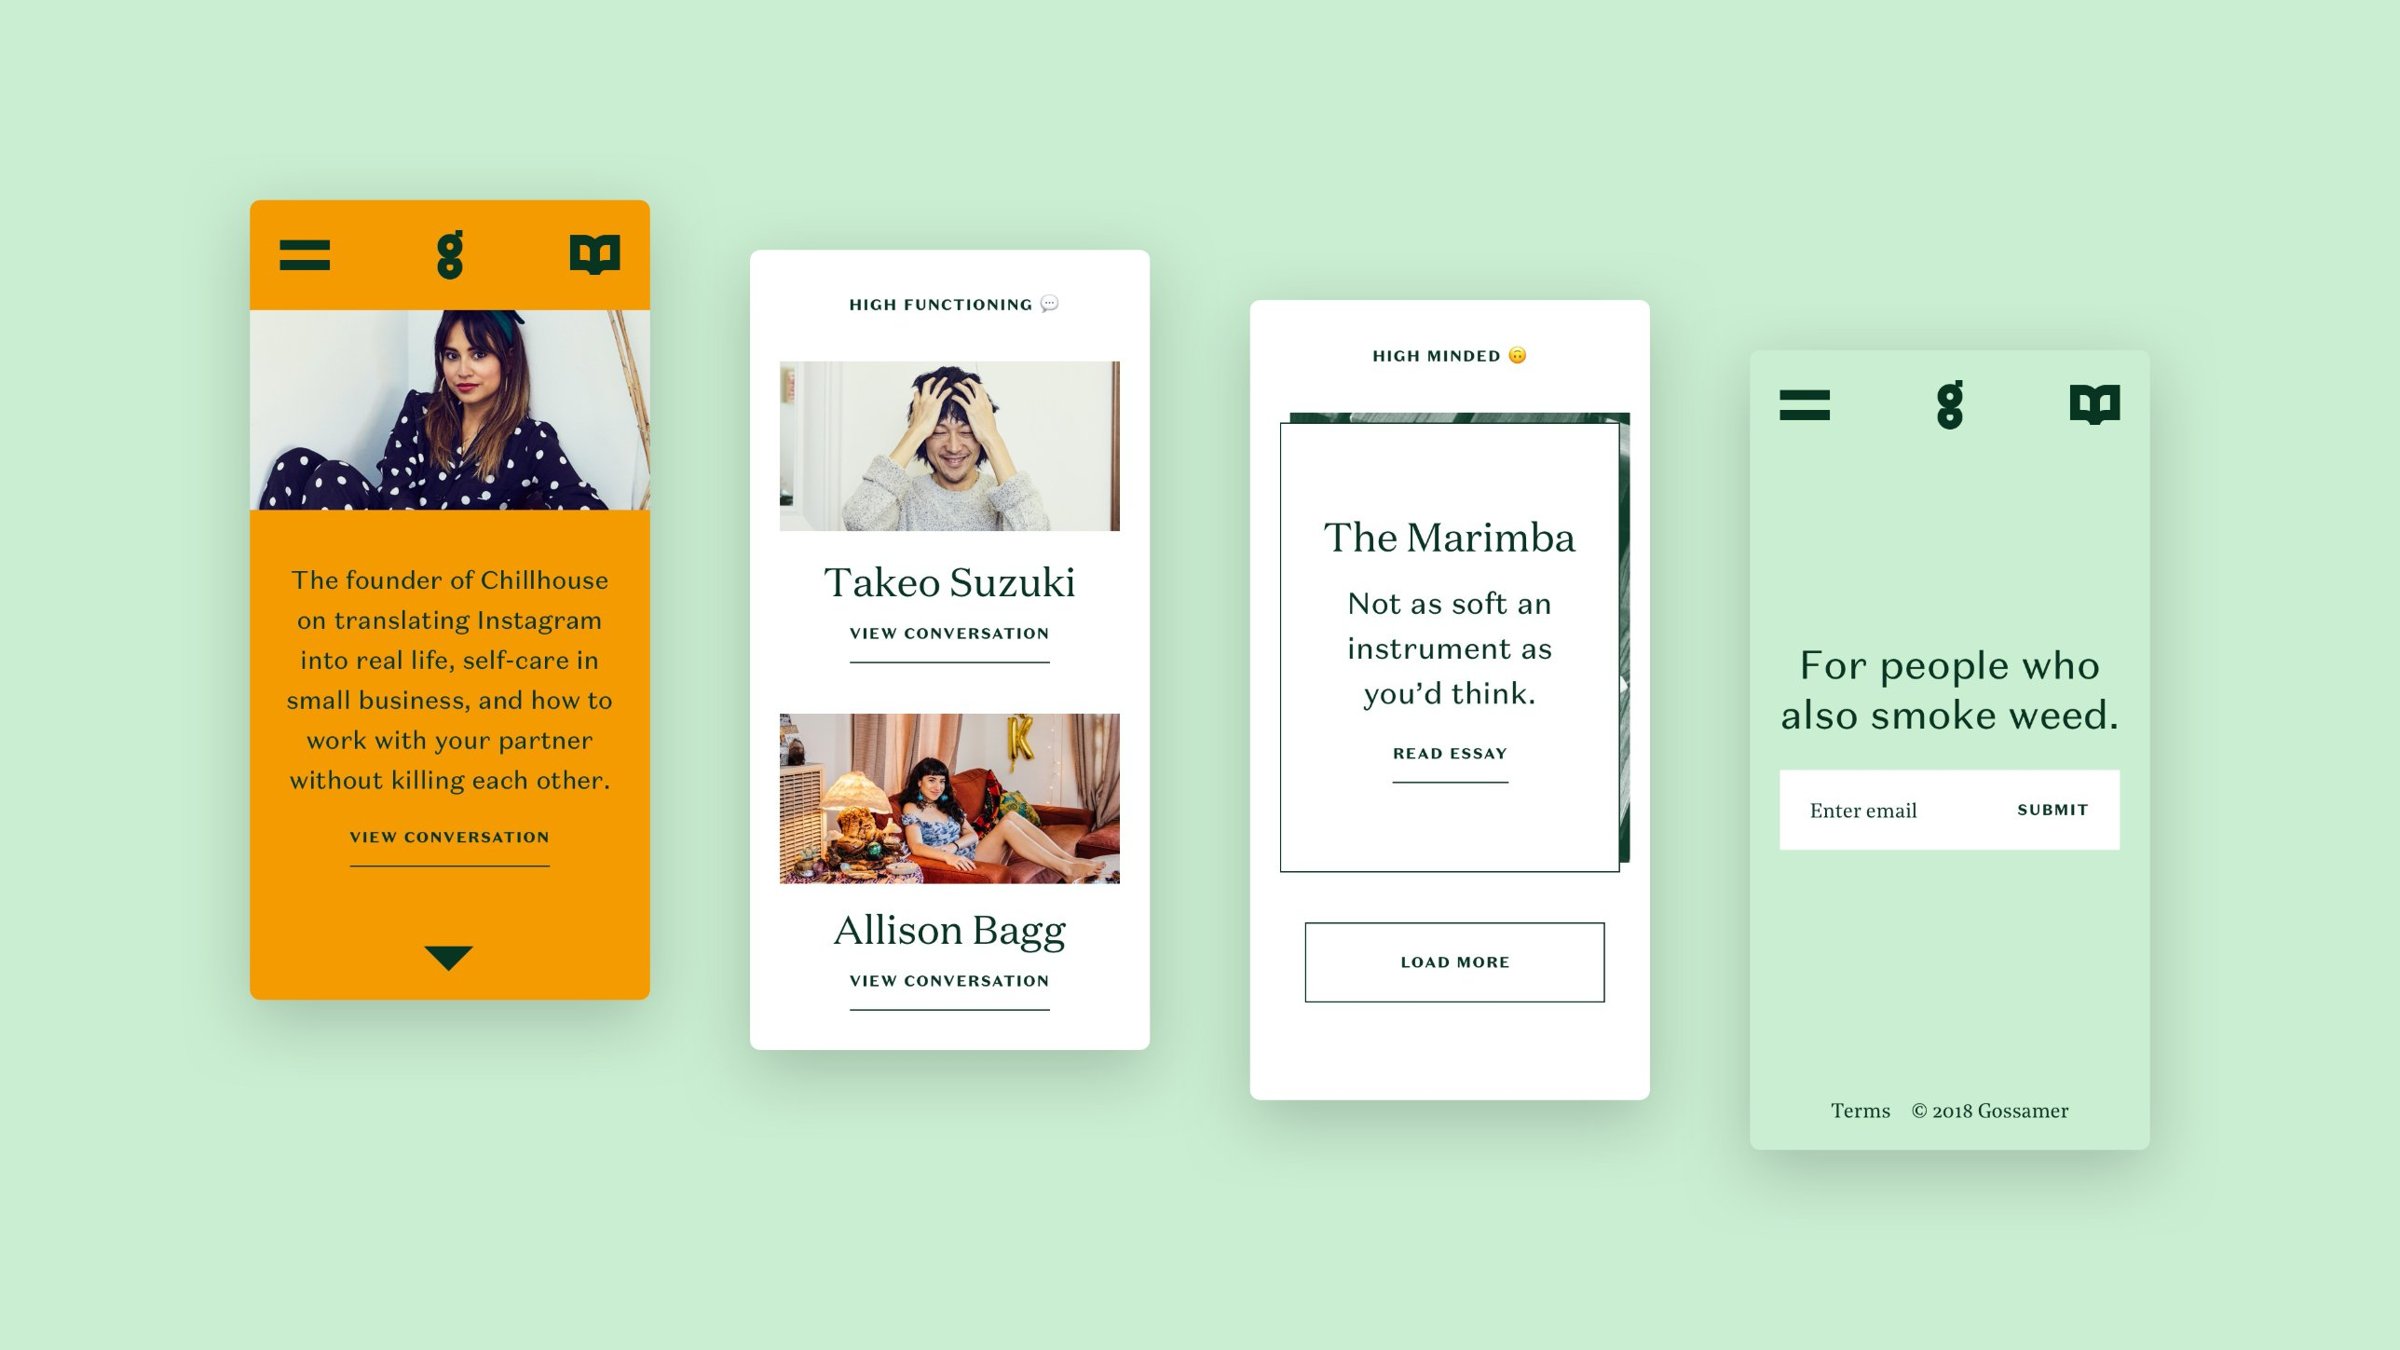 g
The founder of Chillhouse
on translating Instagram
into real life, self-care in
small business, and how to
work with your partner
without killing each other.
VIEW CONVERSATION
HIGH FUNCTIONING 💬
Takeo Suzuki
VIEW CONVERSATION
K
Allison Bagg
VIEW CONVERSATION
HIGH MINDED 🙃
The Marimba
Not as soft an
instrument as
you’d think.
READ ESSAY
LOAD MORE
g
For people who
also smoke weed.
Enter email SUBMIT
Terms © 2018 Gossamer